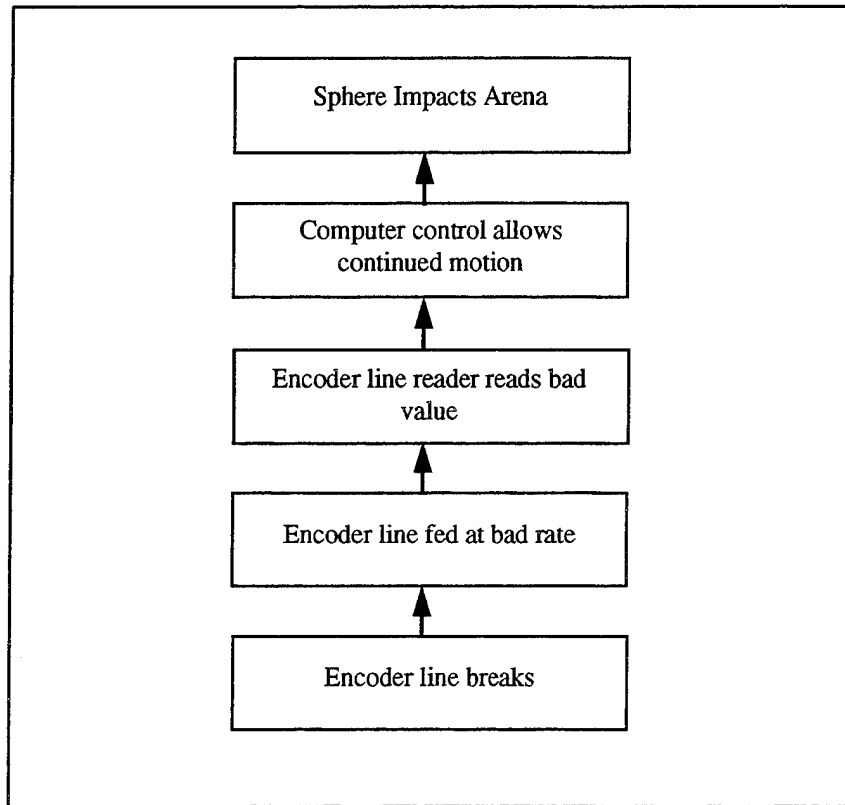 Sphere Impacts Arena
Computer control allows
continued motion
Encoder line reader reads bad
value
Encoder line fed at bad rate
Encoder line breaks